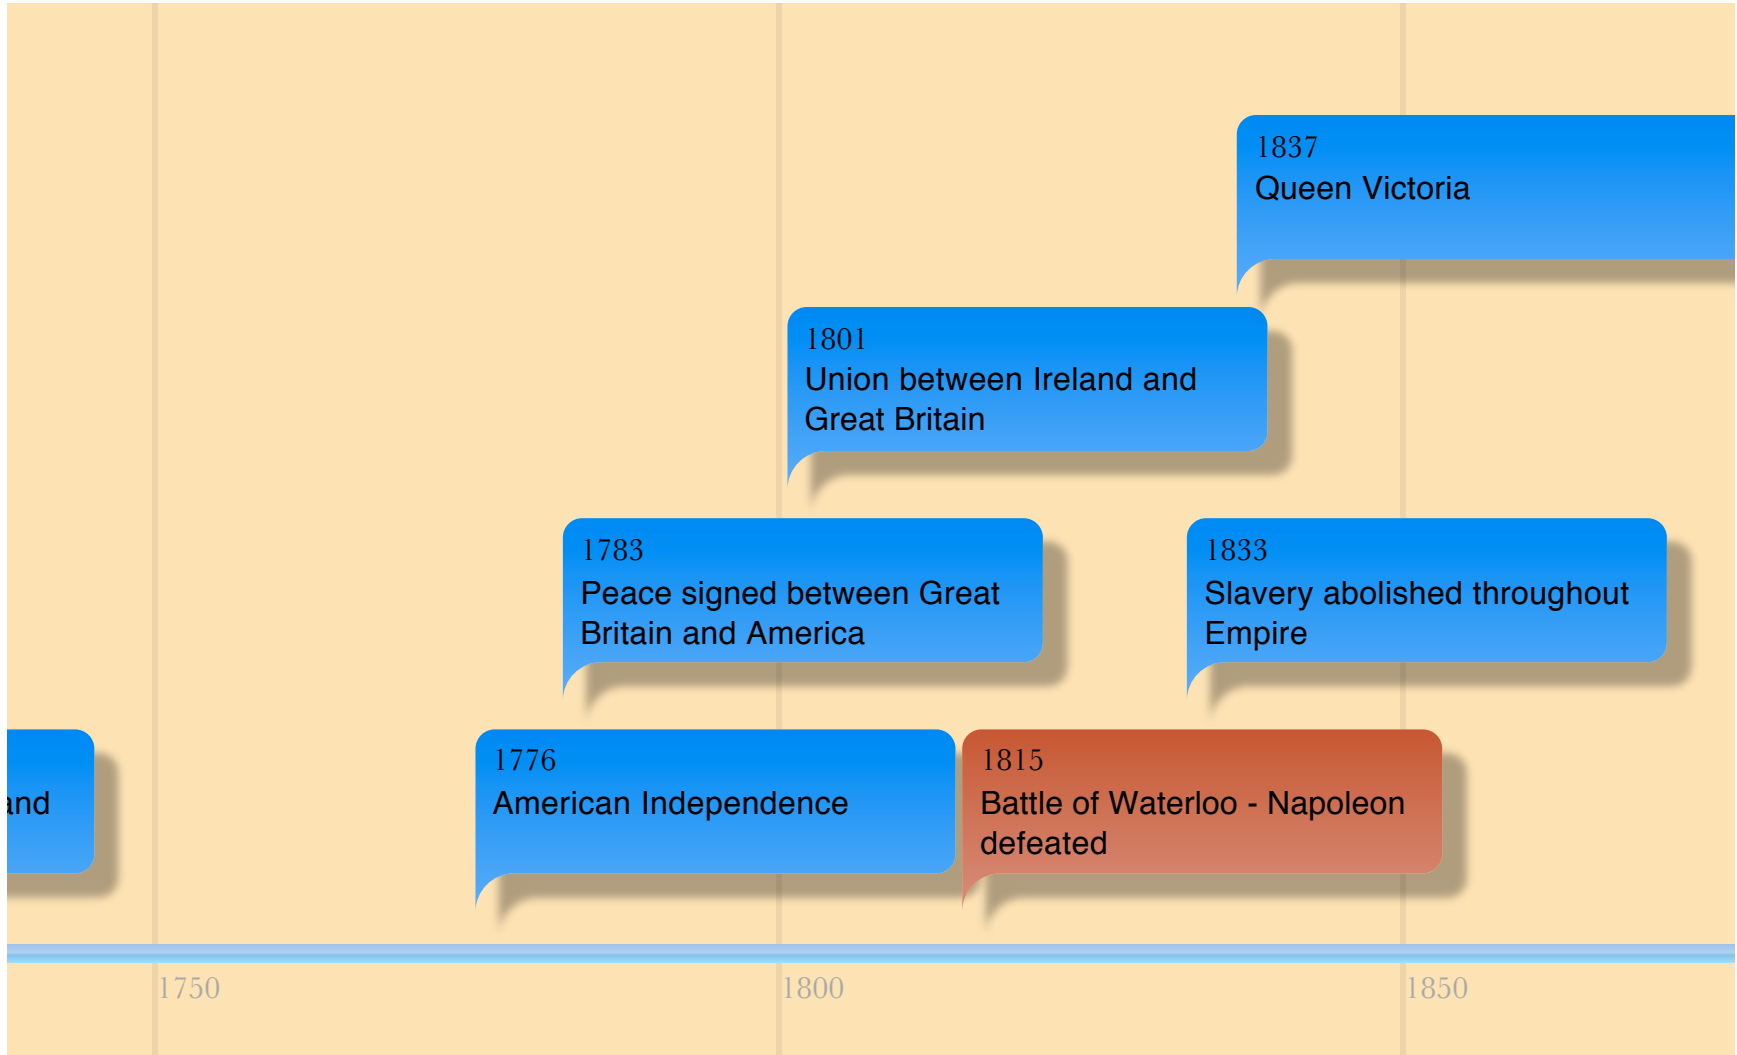 1837
Queen Victoria
1801
Union between Ireland and
Great Britain
1783
Peace signed between Great
Britain and America
1833
Slavery abolished throughout
Empire
and
1776
American Independence
1815
Battle of Waterloo - Napoleon
defeated
1750
1800
1850